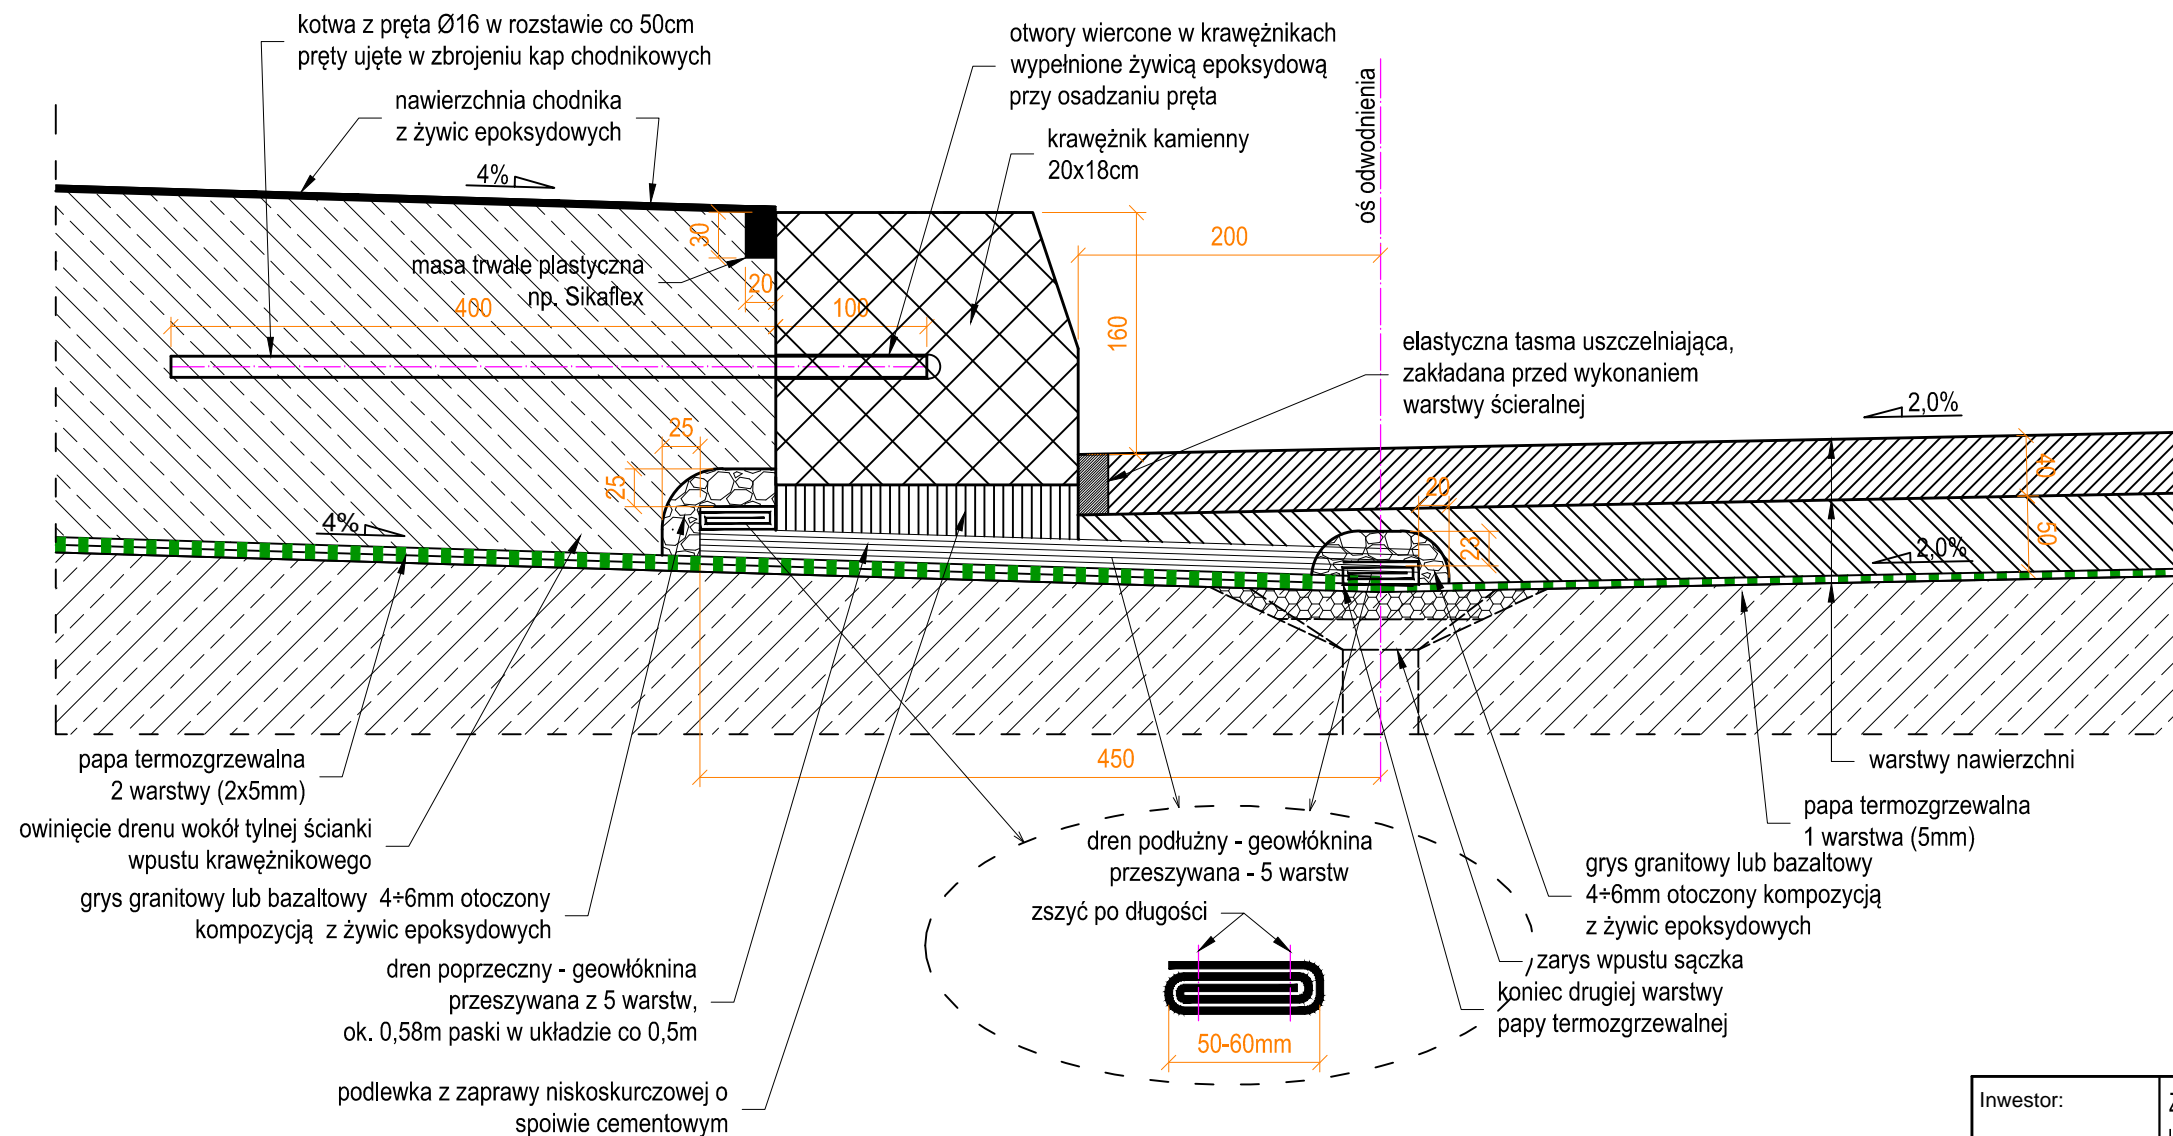 kotwa z pręta Ø16 w rozstawie co 50cm
pręty ujęte w zbrojeniu kap chodnikowych
nawierzchnia chodnika
z żywic epoksydowych
4%
otwory wiercone w krawężnikach
wypełnione żywicą epoksydową
przy osadzaniu pręta
krawężnik kamienny
20x18cm
oś odwodnienia
30
masa trwale plastyczna
np. Sikaflex
20
400
100
200
160
elastyczna tasma uszczelniająca,
zakładana przed wykonaniem
warstwy ścieralnej
2,0%
25
25
4%
20
23
40
50
2,0%
450
papa termozgrzewalna
2 warstwy (2x5mm)
owinięcie drenu wokół tylnej ścianki
wpustu krawężnikowego
grys granitowy lub bazaltowy 4÷6mm otoczony
kompozycją z żywic epoksydowych
dren poprzeczny - geowłóknina
przeszywana z 5 warstw,
ok. 0,58m paski w układzie co 0,5m
podlewka z zaprawy niskoskurczowej o
spoiwie cementowym
dren podłużny - geowłóknina
przeszywana - 5 warstw
zszyć po długości
50-60mm
warstwy nawierzchni
papa termozgrzewalna
1 warstwa (5mm)
grys granitowy lub bazaltowy
4÷6mm otoczony kompozycją
z żywic epoksydowych
zarys wpustu sączka
koniec drugiej warstwy
papy termozgrzewalnej
Inwestor: